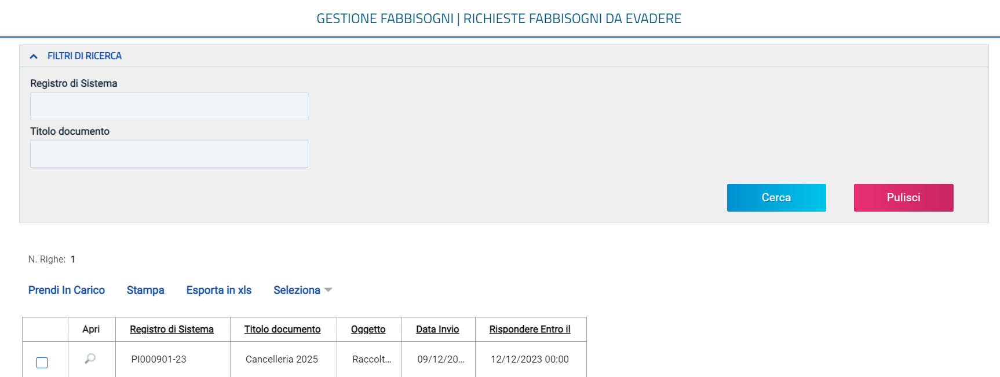 GESTIONE FABBISOGNI | RICHIESTE FABBISOGNI DA EVADERE
FILTRI DI RICERCA
Registro di Sistema
Titolo documento
Cerca Pulisci
N. Righe: 1
Prendi In Carico Stampa Esporta in xls Seleziona
Apri Registro di Sistema Titolo documento Oggetto Data Invio Rispondere Entro il
PI000901-23 Cancelleria 2025 Raccolt... 09/12/20... 12/12/2023 00:00